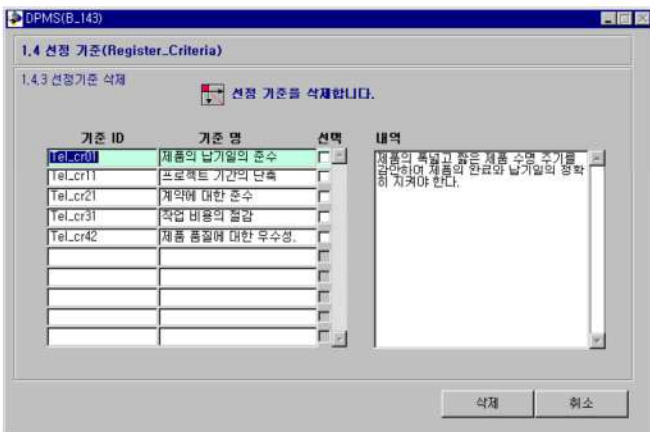 DPMS(B_143)
1.4 선정 기준(Register_Criteria)
1.4.3 선정기준 삭제
선정 기준을 삭제합니다.
기준 ID 기준 명 선택 내역
Tel_cr01 제품의 납기일의 준수
Tel_cr11 프로젝트 기간의 단축
Tel_cr21 계약에 대한 준수
Tel_cr31 작업 비용의 절감
Tel_cr42 제품 품질에 대한 우수성.
제품의 폭넓고 짧은 제품 수명 주기를
감안하여 제품의 완료와 납기일의 정확
히 지켜야 한다.
삭제 취소